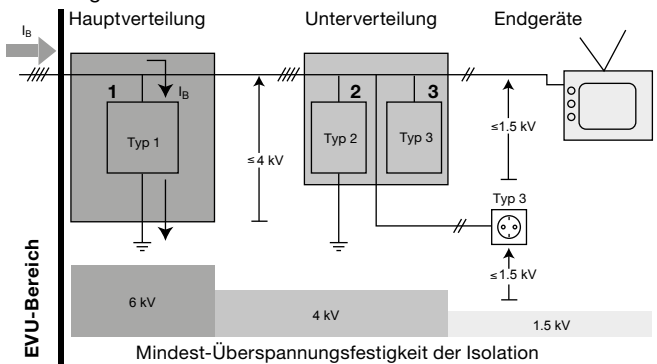 Hauptverteilung
Unterverteilung
Endgeräte
I_B
1
I_B
Typ 1
≤ 4 kV
2
3
Typ 2
Typ 3
≤1.5 kV
Typ 3
≤1.5 kV
EVU-Bereich
6 kV
4 kV
1.5 kV
Mindest-Überspannungsfestigkeit der Isolation